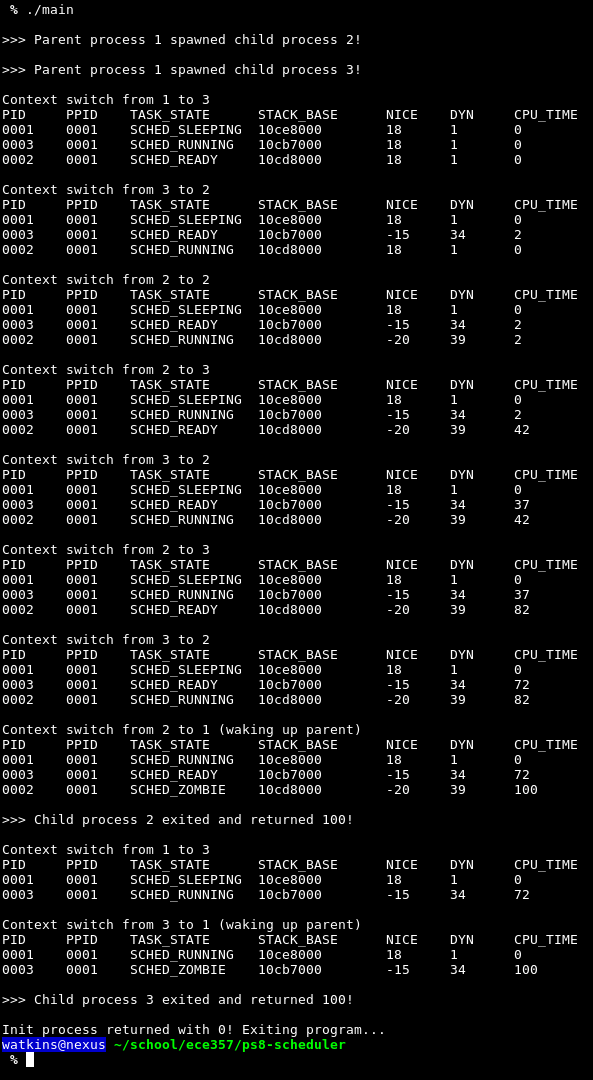 % ./main
>>> Parent process 1 spawned child process 2!
>>> Parent process 1 spawned child process 3!
Context switch from 1 to 3
PID PPID TASK_STATE STACK_BASE NICE DYN CPU_TIME
0001 0001 SCHED_SLEEPING 10ce8000 18 1 0
0003 0001 SCHED_RUNNING 10cb7000 18 1 0
0002 0001 SCHED_READY 10cd8000 18 1 0
Context switch from 3 to 2
PID PPID TASK_STATE STACK_BASE NICE DYN CPU_TIME
0001 0001 SCHED_SLEEPING 10ce8000 18 1 0
0003 0001 SCHED_READY 10cb7000 -15 34 2
0002 0001 SCHED_RUNNING 10cd8000 18 1 0
Context switch from 2 to 2
PID PPID TASK_STATE STACK_BASE NICE DYN CPU_TIME
0001 0001 SCHED_SLEEPING 10ce8000 18 1 0
0003 0001 SCHED_READY 10cb7000 -15 34 2
0002 0001 SCHED_RUNNING 10cd8000 -20 39 2
Context switch from 2 to 3
PID PPID TASK_STATE STACK_BASE NICE DYN CPU_TIME
0001 0001 SCHED_SLEEPING 10ce8000 18 1 0
0003 0001 SCHED_RUNNING 10cb7000 -15 34 2
0002 0001 SCHED_READY 10cd8000 -20 39 42
Context switch from 3 to 2
PID PPID TASK_STATE STACK_BASE NICE DYN CPU_TIME
0001 0001 SCHED_SLEEPING 10ce8000 18 1 0
0003 0001 SCHED_READY 10cb7000 -15 34 37
0002 0001 SCHED_RUNNING 10cd8000 -20 39 42
Context switch from 2 to 3
PID PPID TASK_STATE STACK_BASE NICE DYN CPU_TIME
0001 0001 SCHED_SLEEPING 10ce8000 18 1 0
0003 0001 SCHED_RUNNING 10cb7000 -15 34 37
0002 0001 SCHED_READY 10cd8000 -20 39 82
Context switch from 3 to 2
PID PPID TASK_STATE STACK_BASE NICE DYN CPU_TIME
0001 0001 SCHED_SLEEPING 10ce8000 18 1 0
0003 0001 SCHED_READY 10cb7000 -15 34 72
0002 0001 SCHED_RUNNING 10cd8000 -20 39 82
Context switch from 2 to 1 (waking up parent)
PID PPID TASK_STATE STACK_BASE NICE DYN CPU_TIME
0001 0001 SCHED_RUNNING 10ce8000 18 1 0
0003 0001 SCHED_READY 10cb7000 -15 34 72
0002 0001 SCHED_ZOMBIE 10cd8000 -20 39 100
>>> Child process 2 exited and returned 100!
Context switch from 1 to 3
PID PPID TASK_STATE STACK_BASE NICE DYN CPU_TIME
0001 0001 SCHED_SLEEPING 10ce8000 18 1 0
0003 0001 SCHED_RUNNING 10cb7000 -15 34 72
Context switch from 3 to 1 (waking up parent)
PID PPID TASK_STATE STACK_BASE NICE DYN CPU_TIME
0001 0001 SCHED_RUNNING 10ce8000 18 1 0
0003 0001 SCHED_ZOMBIE 10cb7000 -15 34 100
>>> Child process 3 exited and returned 100!
Init process returned with 0! Exiting program...
watkins@nexus ~/school/ece357/ps8-scheduler
%